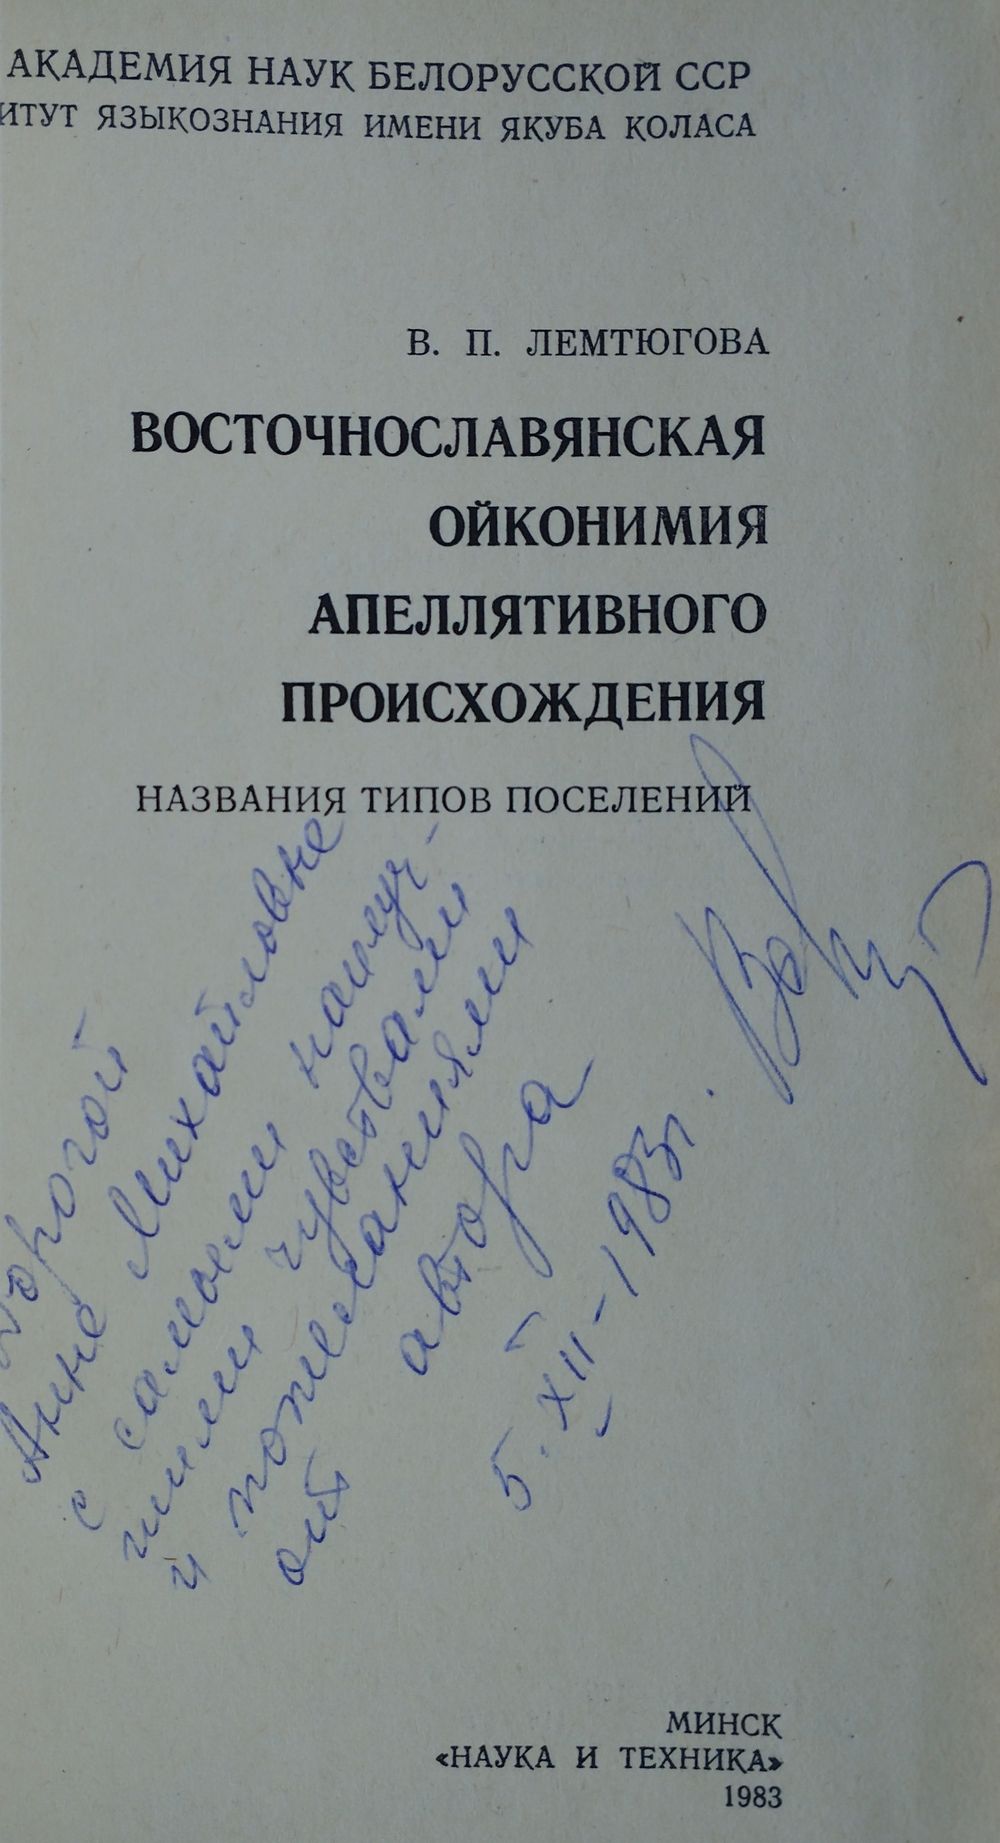 АКАДЕМИЯ НАУК БЕЛОРУССКОЙ ССР
ИТУТ ЯЗЫКОЗНАНИЯ ИМЕНИ ЯКУБА КОЛАСА
В. П. ЛЕМТЮГОВА
ВОСТОЧНОСЛАВЯНСКАЯ
ОЙКОНИМИЯ
АПЕЛЛЯТИВНОГО
ПРОИСХОЖДЕНИЯ
НАЗВАНИЯ ТИПОВ ПОСЕЛЕНИЙ
Дорогой
Анне Михайловне
с самыми наилуч-
шими чувствами
и пожеланиями
от автора
5. XII – 1983г.
МИНСК
«НАУКА И ТЕХНИКА»
1983